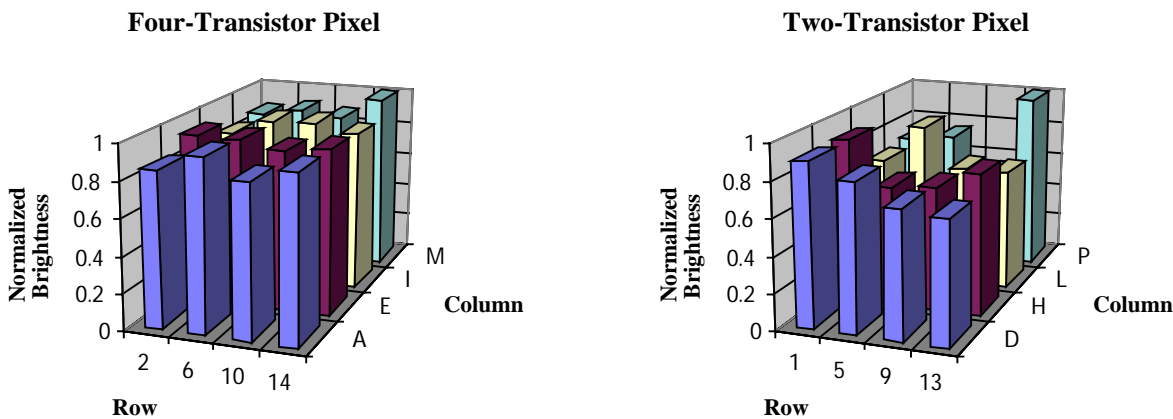 Four-Transistor Pixel
1
0.8
0.6
0.4
0.2
0
Normalized
Brightness
2
6
10
14
Row
A
E
I
M
Column
Two-Transistor Pixel
1
0.8
0.6
0.4
0.2
0
Normalized
Brightness
1
5
9
13
Row
D
H
L
P
Column